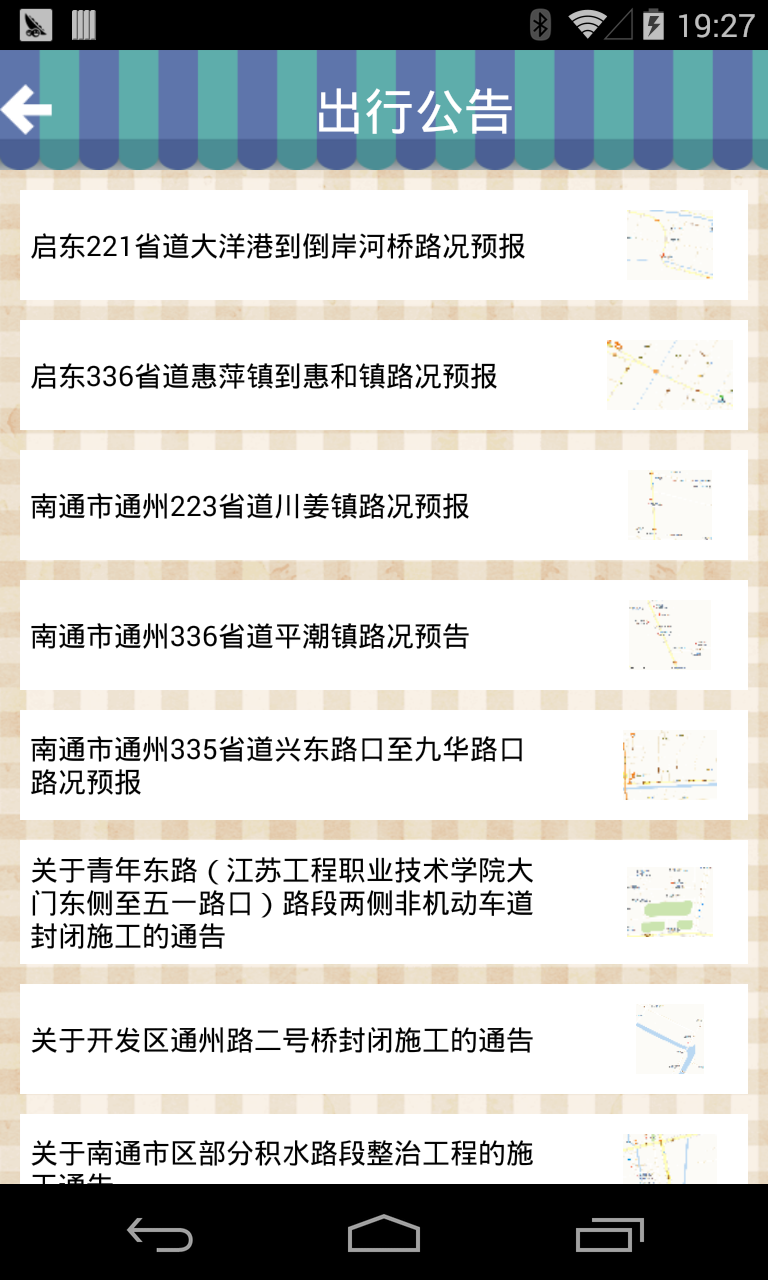 19:27
出行公告
启东221省道大洋港到倒岸河桥路况预报
启东336省道惠萍镇到惠和镇路况预报
南通市通州223省道川姜镇路况预报
南通市通州336省道平潮镇路况预告
南通市通州335省道兴东路口至九华路口
路况预报
关于青年东路（江苏工程职业技术学院大
门东侧至五一路口）路段两侧非机动车道
封闭施工的通告
关于开发区通州路二号桥封闭施工的通告
关于南通市区部分积水路段整治工程的施
工通告